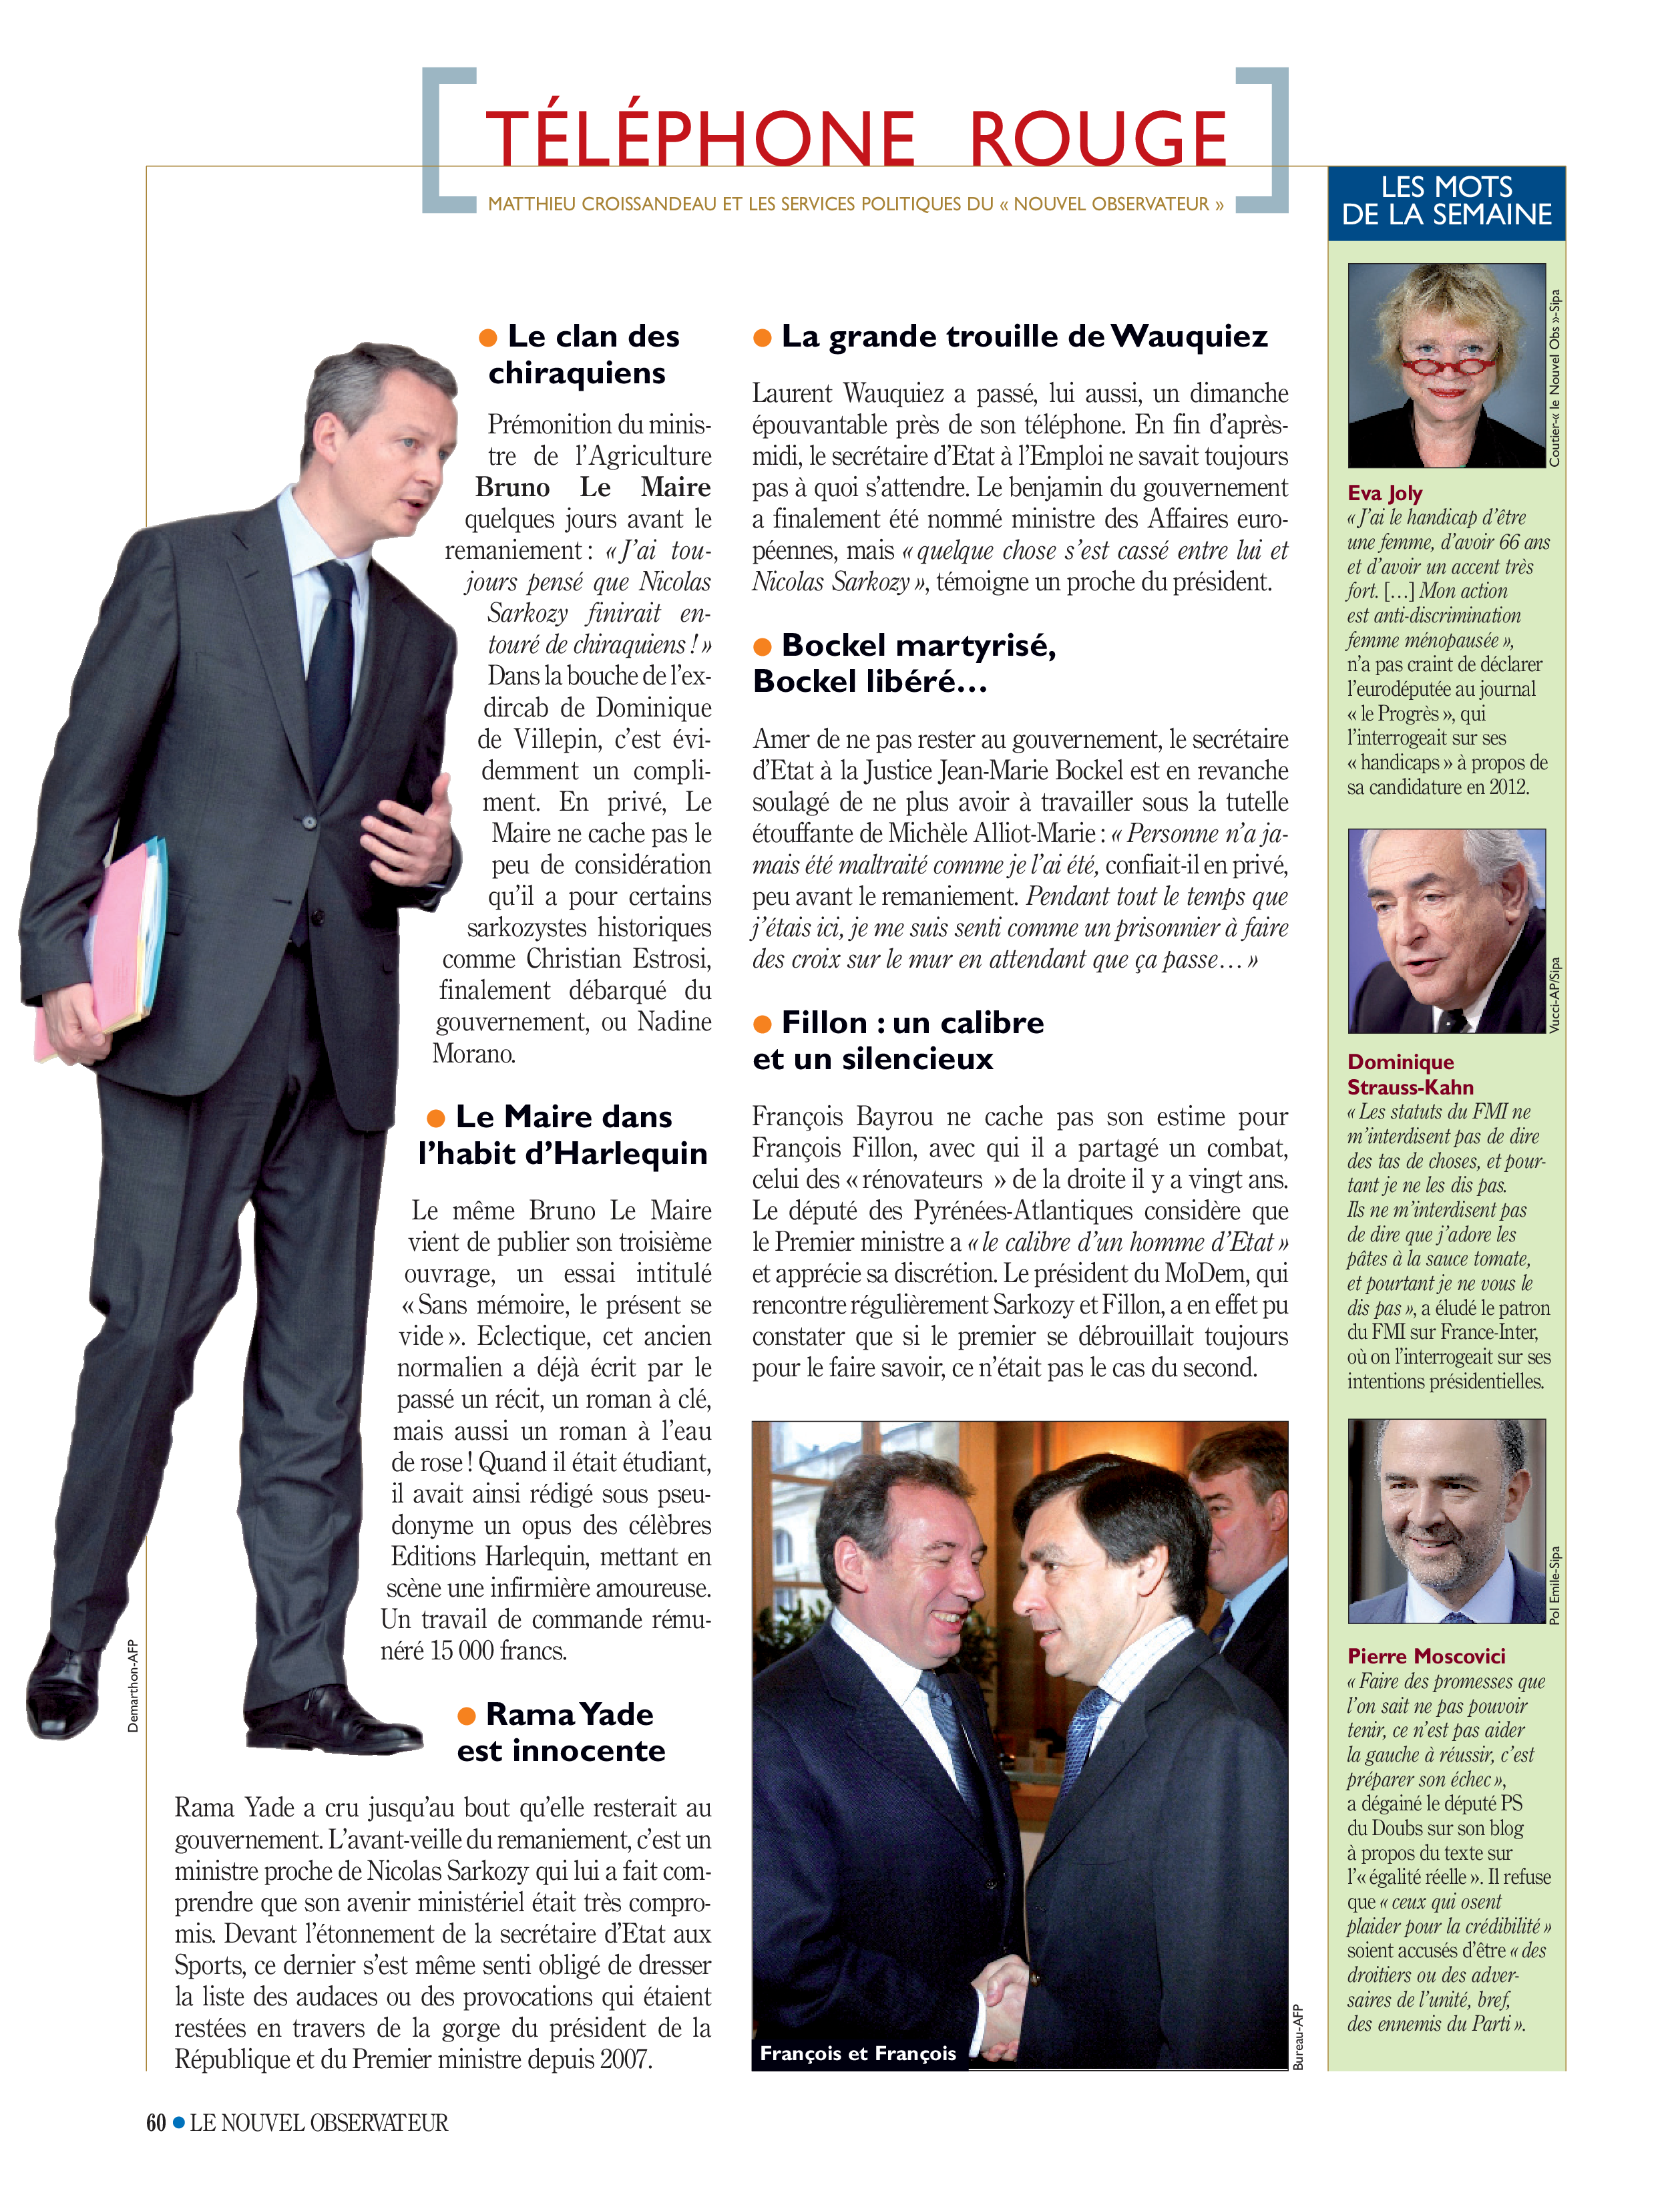 TÉLÉPHONE ROUGE
MATTHIEU CROISSANDEAU ET LES SERVICES POLITIQUES DU « NOUVEL OBSERVATEUR »
● Le clan des
chiraquiens
Prémonition du minis-
tre de l’Agriculture
Bruno Le Maire
quelques jours avant le
remaniement : « J’ai tou-
jours pensé que Nicolas
Sarkozy finirait en-
touré de chiraquiens ! »
Dans la bouche de l’ex-
dircab de Dominique
de Villepin, c’est évi-
demment un compli-
ment. En privé, Le
Maire ne cache pas le
peu de considération
qu’il a pour certains
sarkozystes historiques
comme Christian Estrosi,
finalement débarqué du
gouvernement, ou Nadine
Morano.
● Le Maire dans
l’habit d’Harlequin
Le même Bruno Le Maire
vient de publier son troisième
ouvrage, un essai intitulé
« Sans mémoire, le présent se
vide ». Eclectique, cet ancien
normalien a déjà écrit par le
passé un récit, un roman à clé,
mais aussi un roman à l’eau
de rose ! Quand il était étudiant,
il avait ainsi rédigé sous pseu-
donyme un opus des célèbres
Editions Harlequin, mettant en
scène une infirmière amoureuse.
Un travail de commande rému-
néré 15 000 francs.
Demarthon-AFP
● Rama Yade
est innocente
Rama Yade a cru jusqu’au bout qu’elle resterait au
gouvernement. L’avant-veille du remaniement, c’est un
ministre proche de Nicolas Sarkozy qui lui a fait com-
prendre que son avenir ministériel était très compro-
mis. Devant l’étonnement de la secrétaire d’Etat aux
Sports, ce dernier s’est même senti obligé de dresser
la liste des audaces ou des provocations qui étaient
restées en travers de la gorge du président de la
République et du Premier ministre depuis 2007.
● La grande trouille de Wauquiez
Laurent Wauquiez a passé, lui aussi, un dimanche
épouvantable près de son téléphone. En fin d’après-
midi, le secrétaire d’Etat à l’Emploi ne savait toujours
pas à quoi s’attendre. Le benjamin du gouvernement
a finalement été nommé ministre des Affaires euro-
péennes, mais « quelque chose s’est cassé entre lui et
Nicolas Sarkozy », témoigne un proche du président.
● Bockel martyrisé,
Bockel libéré…
Amer de ne pas rester au gouvernement, le secrétaire
d’Etat à la Justice Jean-Marie Bockel est en revanche
soulagé de ne plus avoir à travailler sous la tutelle
étouffante de Michèle Alliot-Marie : « Personne n’a ja-
mais été maltraité comme je l’ai été, confiait-il en privé,
peu avant le remaniement. Pendant tout le temps que
j’étais ici, je me suis senti comme un prisonnier à faire
des croix sur le mur en attendant que ça passe… »
● Fillon : un calibre
et un silencieux
François Bayrou ne cache pas son estime pour
François Fillon, avec qui il a partagé un combat,
celui des « rénovateurs » de la droite il y a vingt ans.
Le député des Pyrénées-Atlantiques considère que
le Premier ministre a « le calibre d’un homme d’Etat »
et apprécie sa discrétion. Le président du MoDem, qui
rencontre régulièrement Sarkozy et Fillon, a en effet pu
constater que si le premier se débrouillait toujours
pour le faire savoir, ce n’était pas le cas du second.
François et François
Bureau-AFP
LES MOTS
DE LA SEMAINE
Coutier-« le Nouvel Obs »-Sipa
Eva Joly
« J’ai le handicap d’être
une femme, d’avoir 66 ans
et d’avoir un accent très
fort. […] Mon action
est anti-discrimination
femme ménopausée »,
n’a pas craint de déclarer
l’eurodéputée au journal
« le Progrès », qui
l’interrogeait sur ses
« handicaps » à propos de
sa candidature en 2012.
Vucci-AP/Sipa
Dominique
Strauss-Kahn
« Les statuts du FMI ne
m’interdisent pas de dire
des tas de choses, et pour-
tant je ne les dis pas.
Ils ne m’interdisent pas
de dire que j’adore les
pâtes à la sauce tomate,
et pourtant je ne vous le
dis pas », a éludé le patron
du FMI sur France-Inter,
où on l’interrogeait sur ses
intentions présidentielles.
Pol Emile-Sipa
Pierre Moscovici
« Faire des promesses que
l’on sait ne pas pouvoir
tenir, ce n’est pas aider
la gauche à réussir, c’est
préparer son échec »,
a dégainé le député PS
du Doubs sur son blog
à propos du texte sur
l’« égalité réelle ». Il refuse
que « ceux qui osent
plaider pour la crédibilité »
soient accusés d’être « des
droitiers ou des adver-
saires de l’unité, bref,
des ennemis du Parti ».
60 ● LE NOUVEL OBSERVATEUR